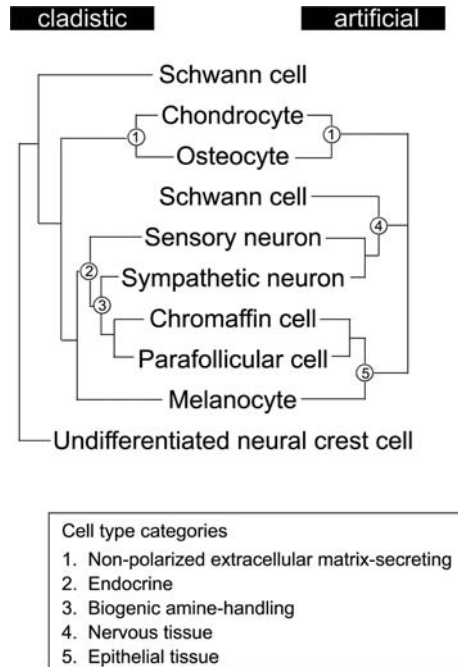 cladistic artificial
Schwann cell
Chondrocyte
1 1
Osteocyte
Schwann cell
4
Sensory neuron
2
Sympathetic neuron
3
Chromaffin cell
Parafollicular cell
5
Melanocyte
Undifferentiated neural crest cell
Cell type categories
1. Non-polarized extracellular matrix-secreting
2. Endocrine
3. Biogenic amine-handling
4. Nervous tissue
5. Epithelial tissue